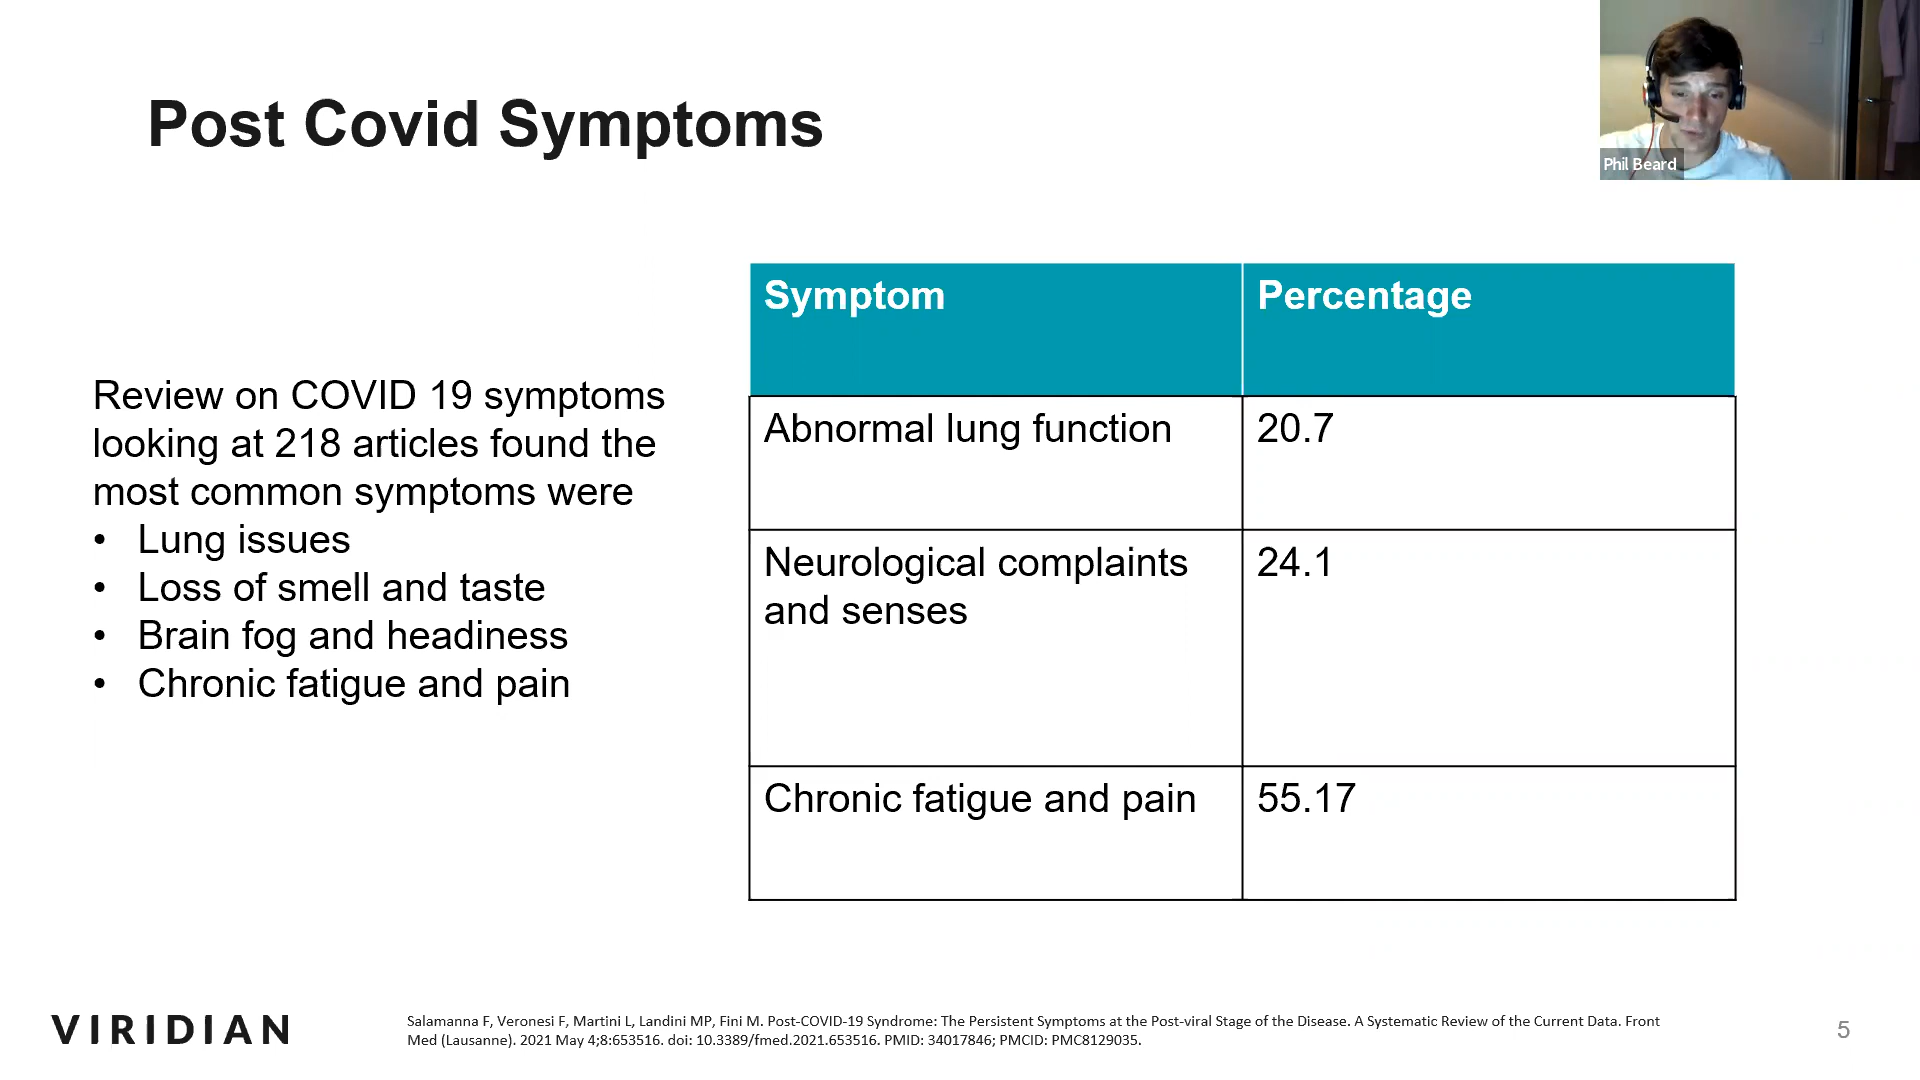 Post Covid Symptoms
Phil Beard
Review on COVID 19 symptoms
looking at 218 articles found the
most common symptoms were
• Lung issues
• Loss of smell and taste
• Brain fog and headiness
• Chronic fatigue and pain
Symptom Percentage
Abnormal lung function 20.7
Neurological complaints 24.1
and senses
Chronic fatigue and pain 55.17
VIRIDIAN
Salamanna F, Veronesi F, Martini L, Landini MP, Fini M. Post-COVID-19 Syndrome: The Persistent Symptoms at the Post-viral Stage of the Disease. A Systematic Review of the Current Data. Front
Med (Lausanne). 2021 May 4;8:653516. doi: 10.3389/fmed.2021.653516. PMID: 34017846; PMCID: PMC8129035.
5